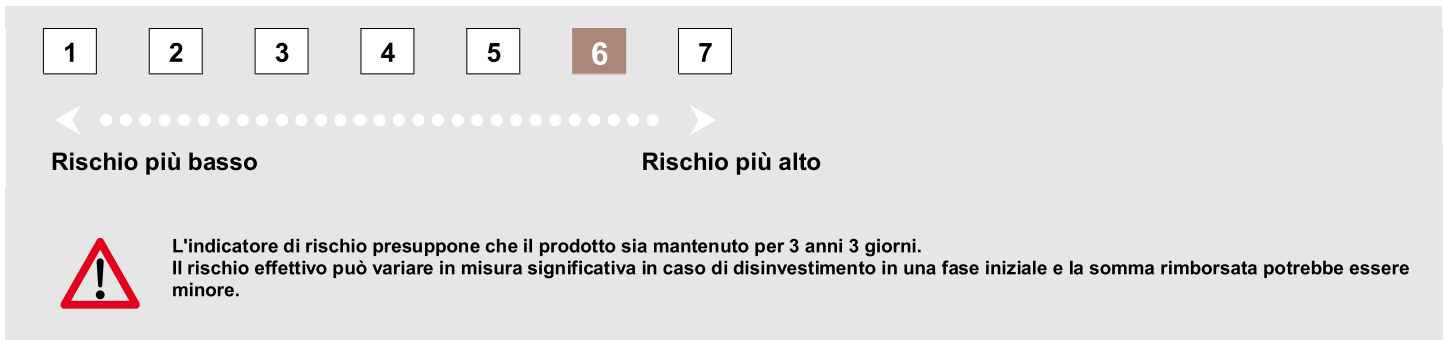 1 2 3 4 5 6 7
Rischio più basso Rischio più alto
L'indicatore di rischio presuppone che il prodotto sia mantenuto per 3 anni 3 giorni.
Il rischio effettivo può variare in misura significativa in caso di disinvestimento in una fase iniziale e la somma rimborsata potrebbe essere
minore.